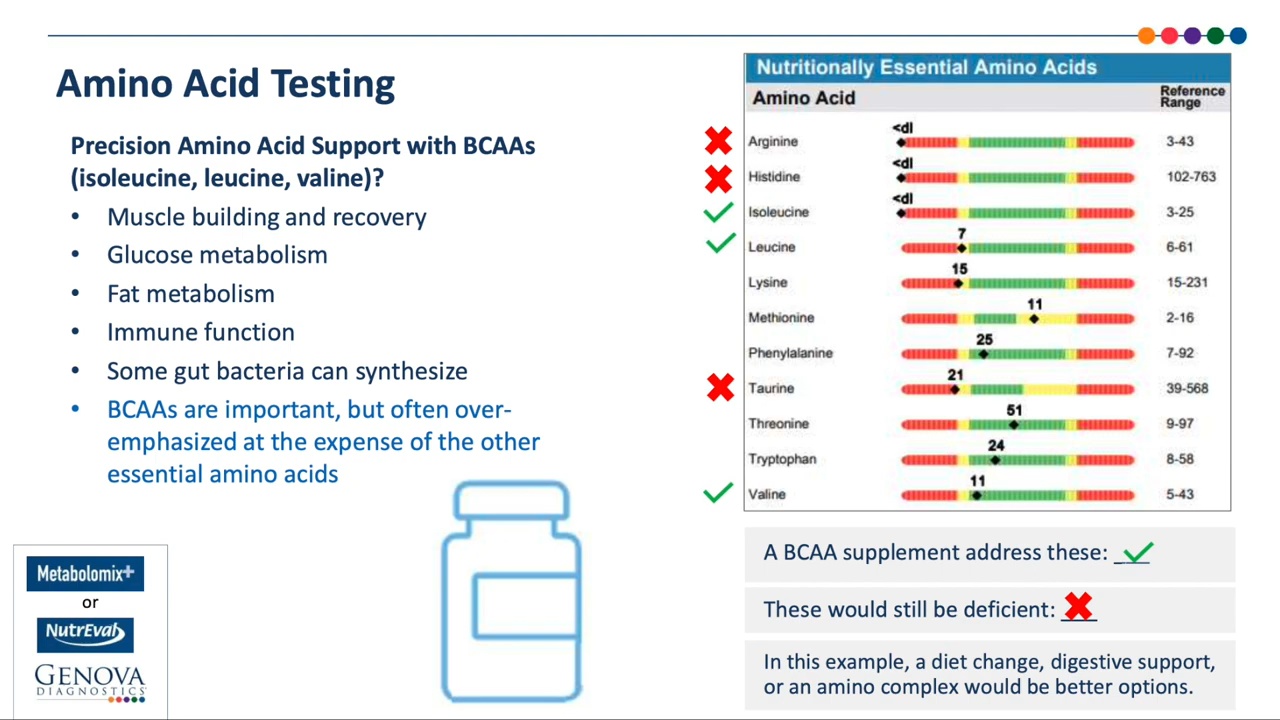 Amino Acid Testing
Precision Amino Acid Support with BCAAs
(isoleucine, leucine, valine)?
• Muscle building and recovery
• Glucose metabolism
• Fat metabolism
• Immune function
• Some gut bacteria can synthesize
• BCAAs are important, but often over-
emphasized at the expense of the other
essential amino acids
Metabolomix+
or
NutrEval
GENOVA
DIAGNOSTICS
Nutritionally Essential Amino Acids
Amino Acid Reference
Range
<dl
Arginine 3-43
<dl
Histidine 102-763
<dl
Isoleucine 3-25
7
Leucine 6-61
15
Lysine 15-231
11
Methionine 2-16
25
Phenylalanine 7-92
21
Taurine 39-568
51
Threonine 9-97
24
Tryptophan 8-58
11
Valine 5-43
A BCAA supplement address these: ___
These would still be deficient: ___
In this example, a diet change, digestive support,
or an amino complex would be better options.